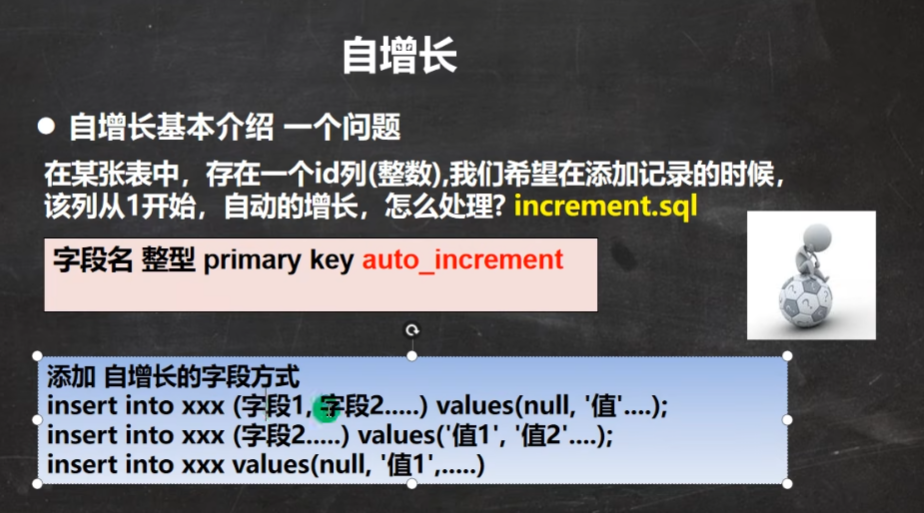 自增长
自增长基本介绍 一个问题
在某张表中，存在一个id列(整数),我们希望在添加记录的时候，
该列从1开始，自动的增长，怎么处理? increment.sql
字段名 整型 primary key auto_increment
添加 自增长的字段方式
insert into xxx (字段1, 字段2.....) values(null, '值'....);
insert into xxx (字段2.....) values('值1', '值2'....);
insert into xxx values(null, '值1',.....)